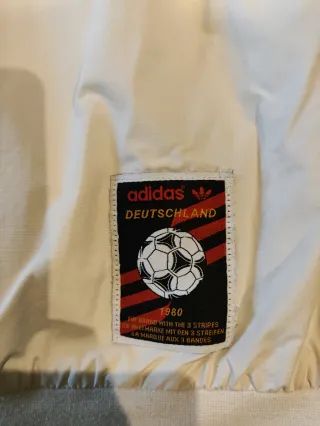 adidas
DEUTSCHLAND
1980
THE BRAND WITH THE 3 STRIPES
DIE WELTMARKE MIT DEN 3 STREIFEN
LA MARQUE AUX 3 BANDES